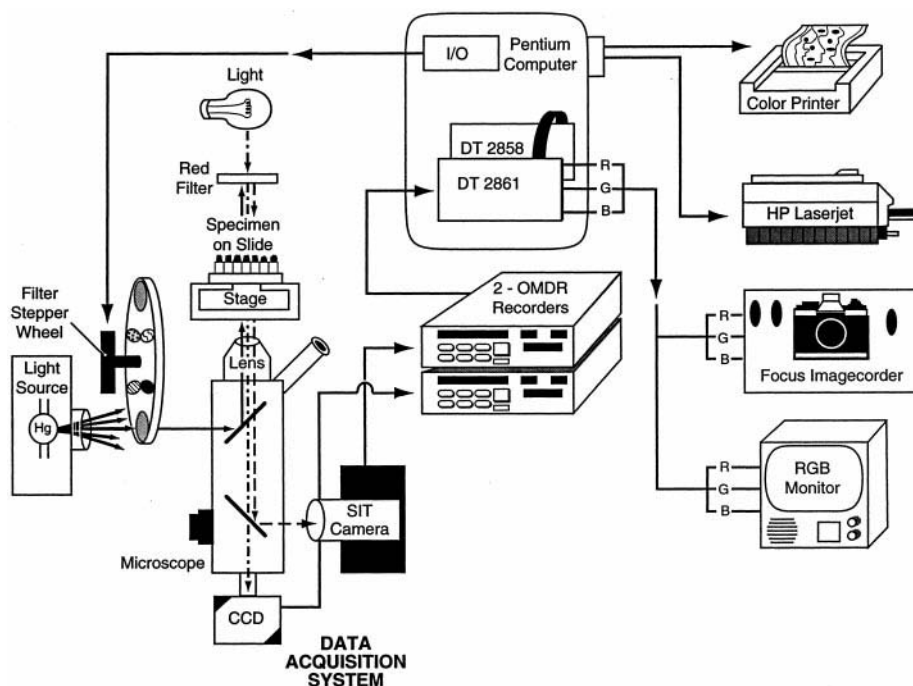 I/O
Pentium
Computer
Color Printer
Light
DT 2858
DT 2861
R
G
B
Red
Filter
HP Laserjet
Specimen
on Slide
Stage
2 - OMDR
Recorders
Filter
Stepper
Wheel
Lens
Light
Source
Hg
R
G
B
Focus Imagecorder
SIT
Camera
R
G
B
RGB
Monitor
Microscope
CCD
DATA
ACQUISITION
SYSTEM